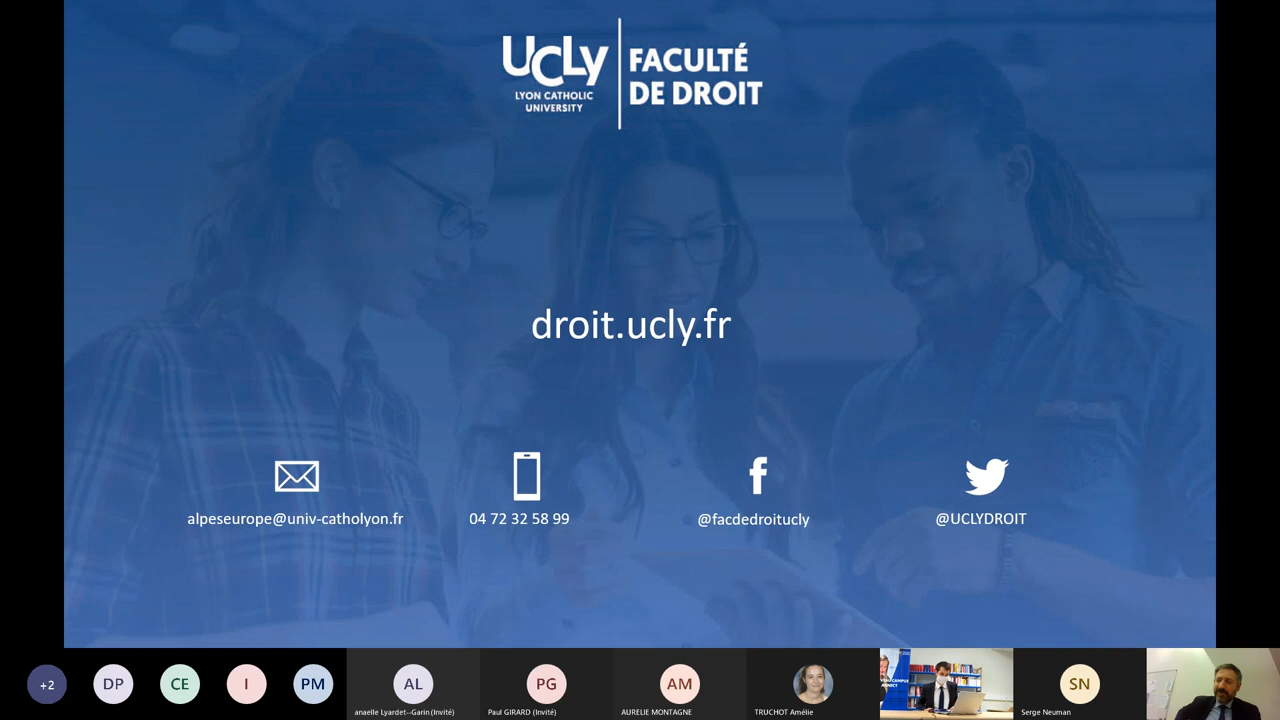 UCLy
LYON CATHOLIC
UNIVERSITY
FACULTÉ
DE DROIT
droit.ucly.fr
alpeseurope@univ-catholyon.fr
04 72 32 58 99
@facdedroitucly
@UCLYDROIT
+2
DP
CE
I
PM
AL
anaelle Lyardet--Garin (Invité)
PG
Paul GIRARD (Invité)
AM
AURELIE MONTAGNE
TRUCHOT Amélie
CAMPUS
ANNECY
SN
Serge Neuman